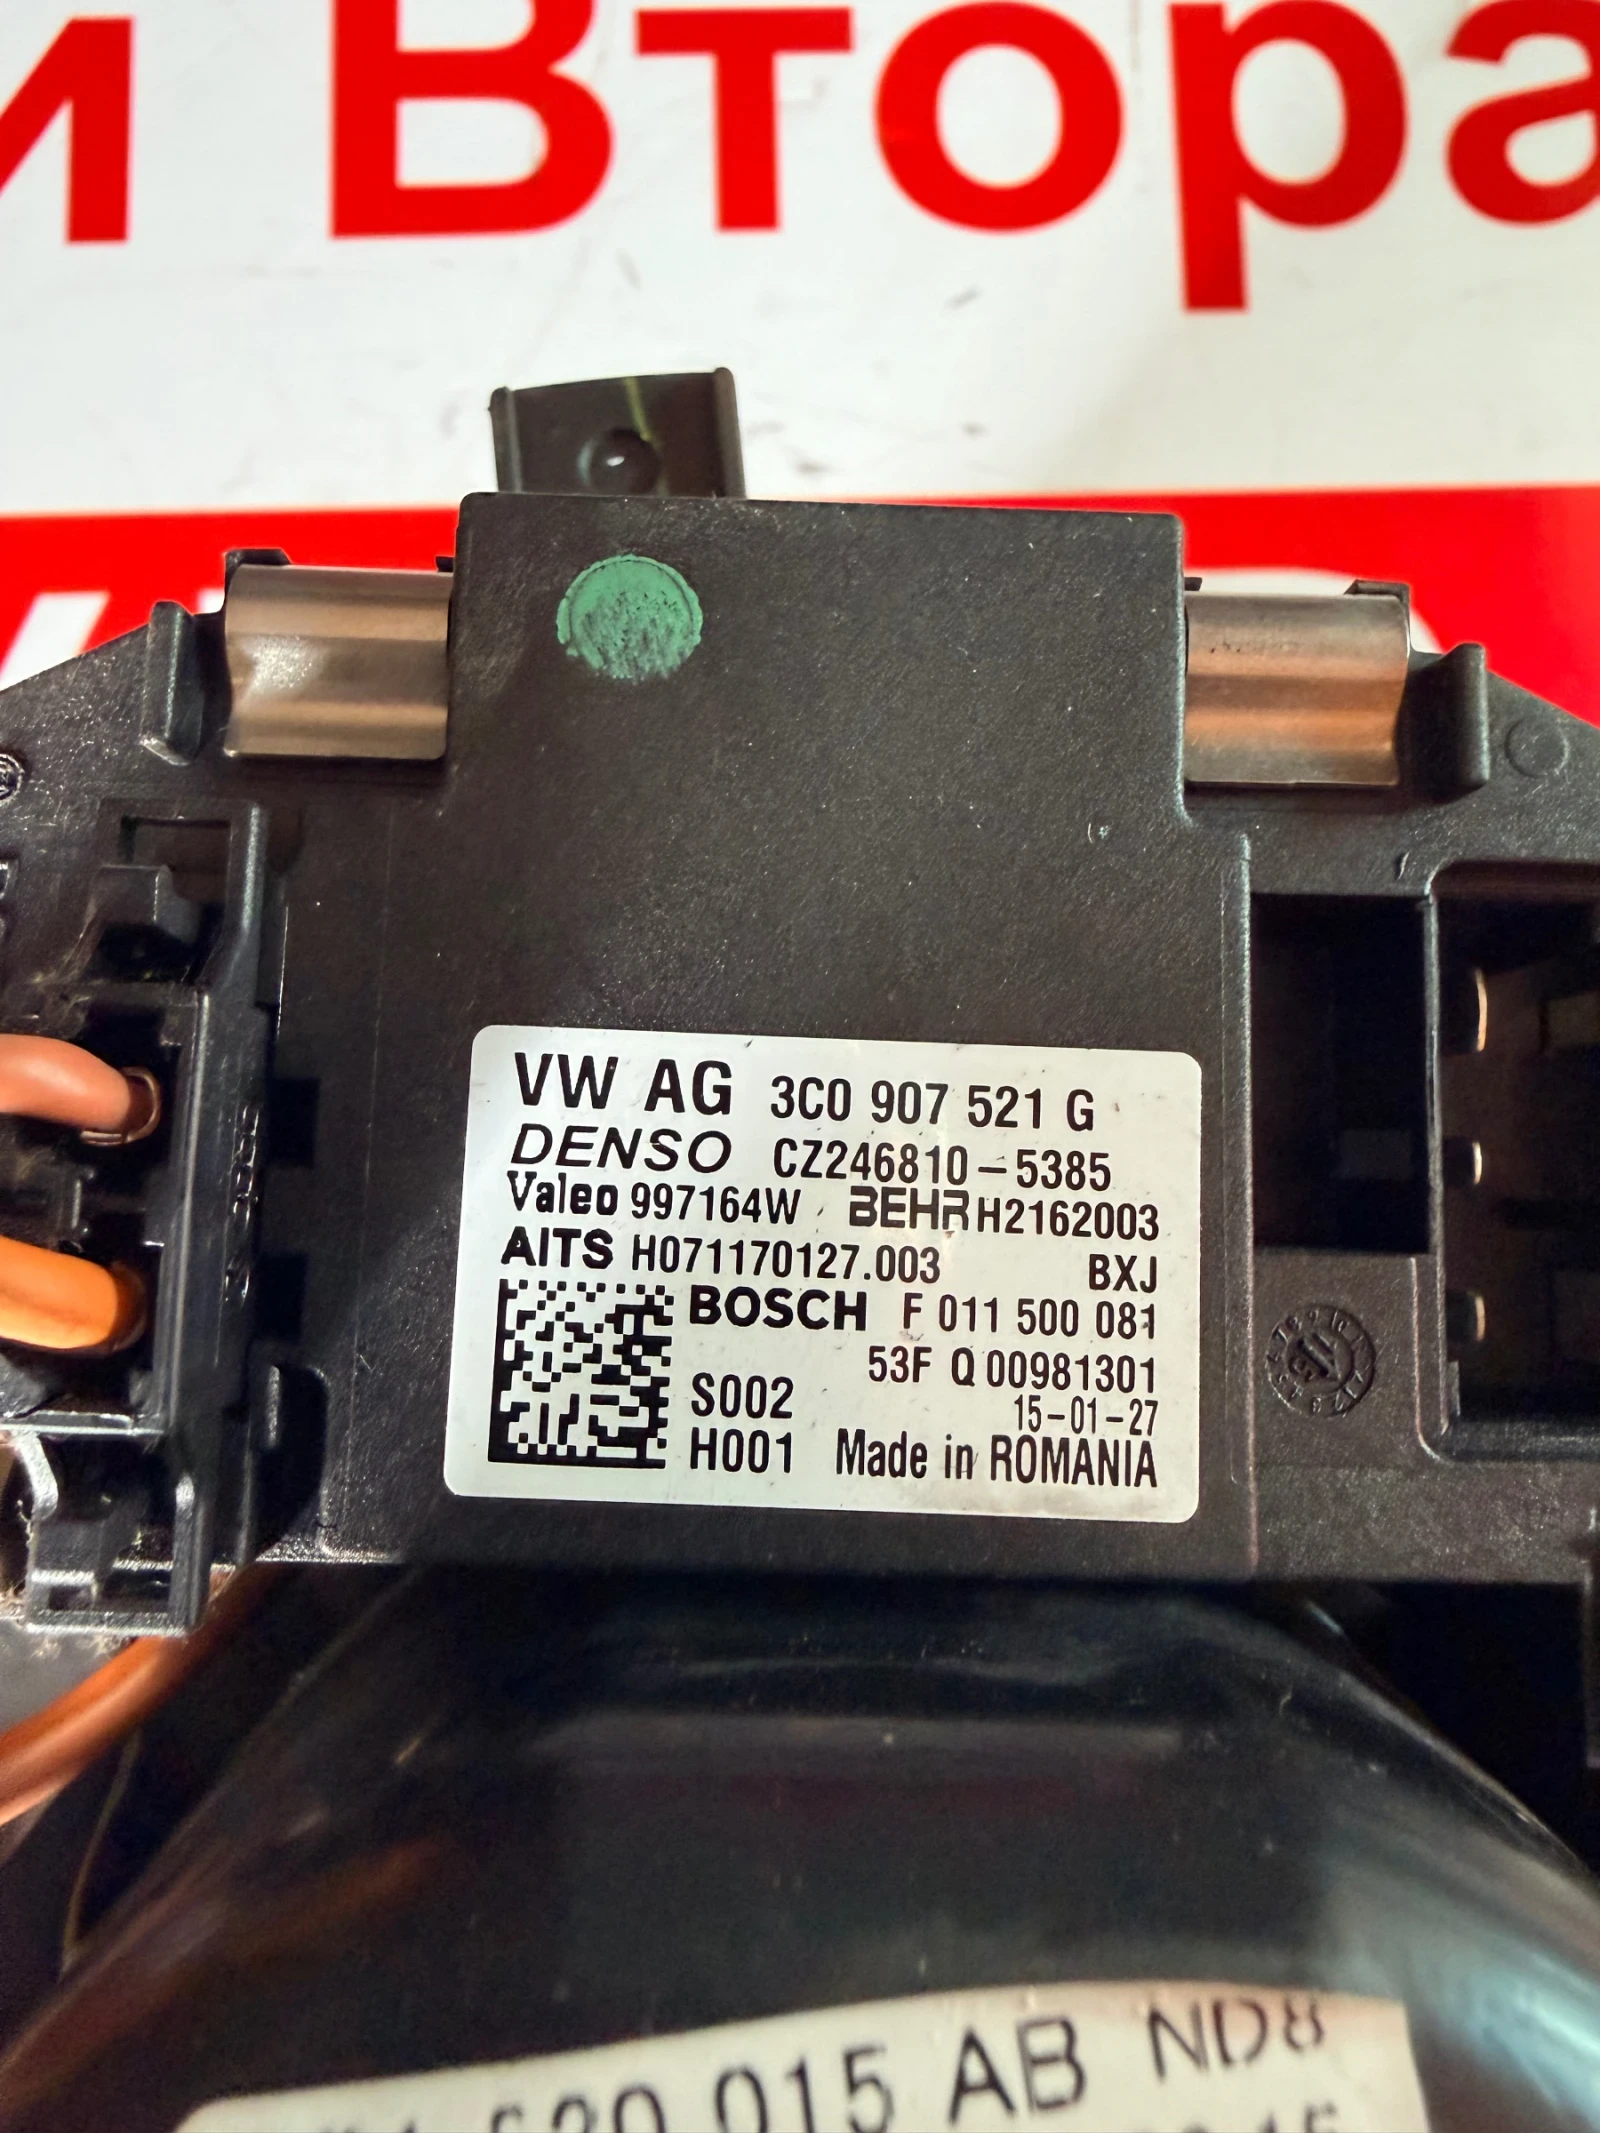 и Втора
VW AG 3C0 907 521 G
DENSO CZ246810-5385
Valeo 997164W BEHR H2162003
AITS H071170127.003 BXJ
BOSCH F 011 500 081
53F Q 00981301
S002 15-01-27
H001 Made in ROMANIA
820 015 AB ND8